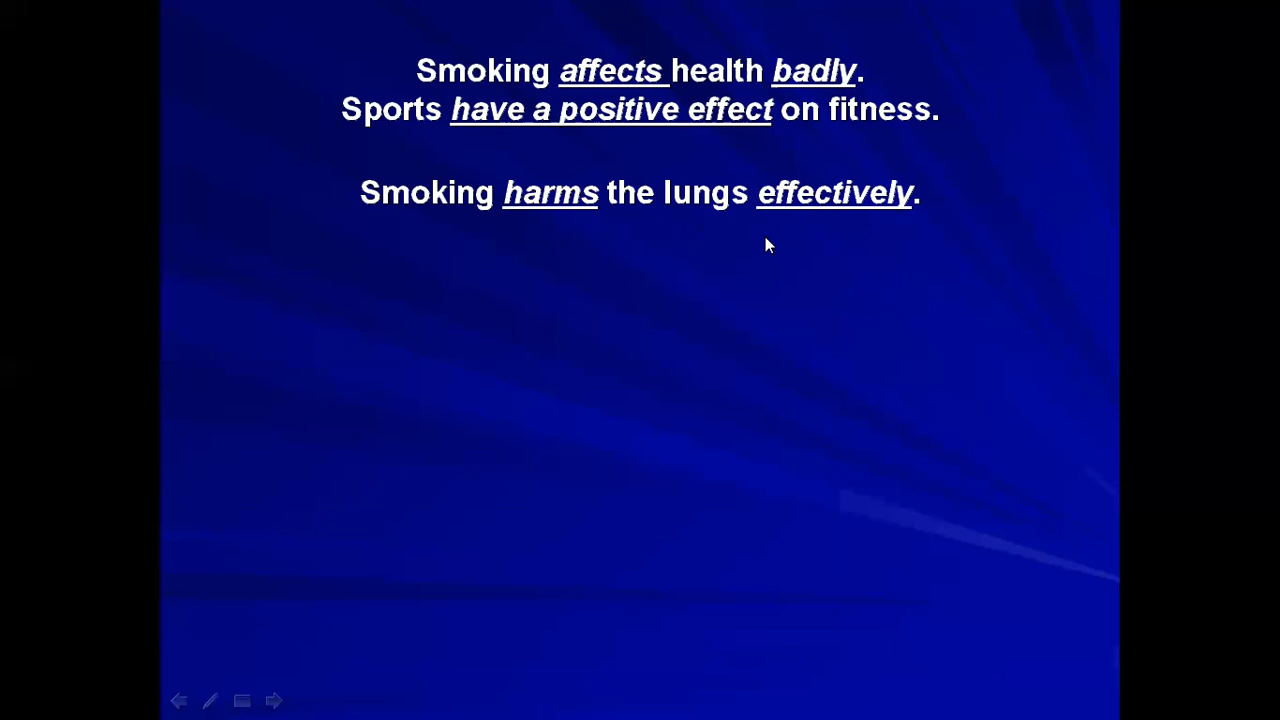 Smoking affects health badly.
Sports have a positive effect on fitness.
Smoking harms the lungs effectively.